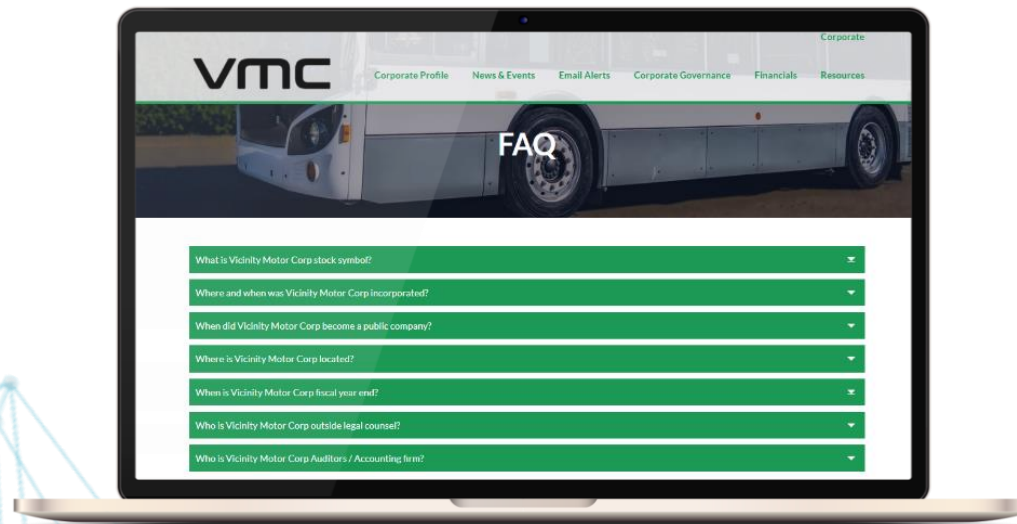 Corporate
VMC
Corporate Profile News & Events Email Alerts Corporate Governance Financials Resources
FAQ
What is Vicinity Motor Corp stock symbol?
Where and when was Vicinity Motor Corp incorporated?
When did Vicinity Motor Corp become a public company?
Where is Vicinity Motor Corp located?
When is Vicinity Motor Corp fiscal year end?
Who is Vicinity Motor Corp outside legal counsel?
Who is Vicinity Motor Corp Auditors / Accounting firm?